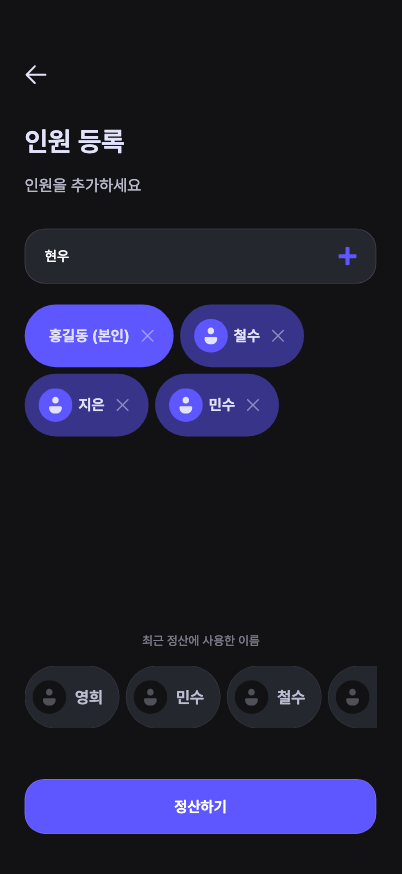 인원 등록
인원을 추가하세요
현우
홍길동 (본인) 철수
지은 민수
최근 정산에 사용한 이름
영희 민수 철수
정산하기